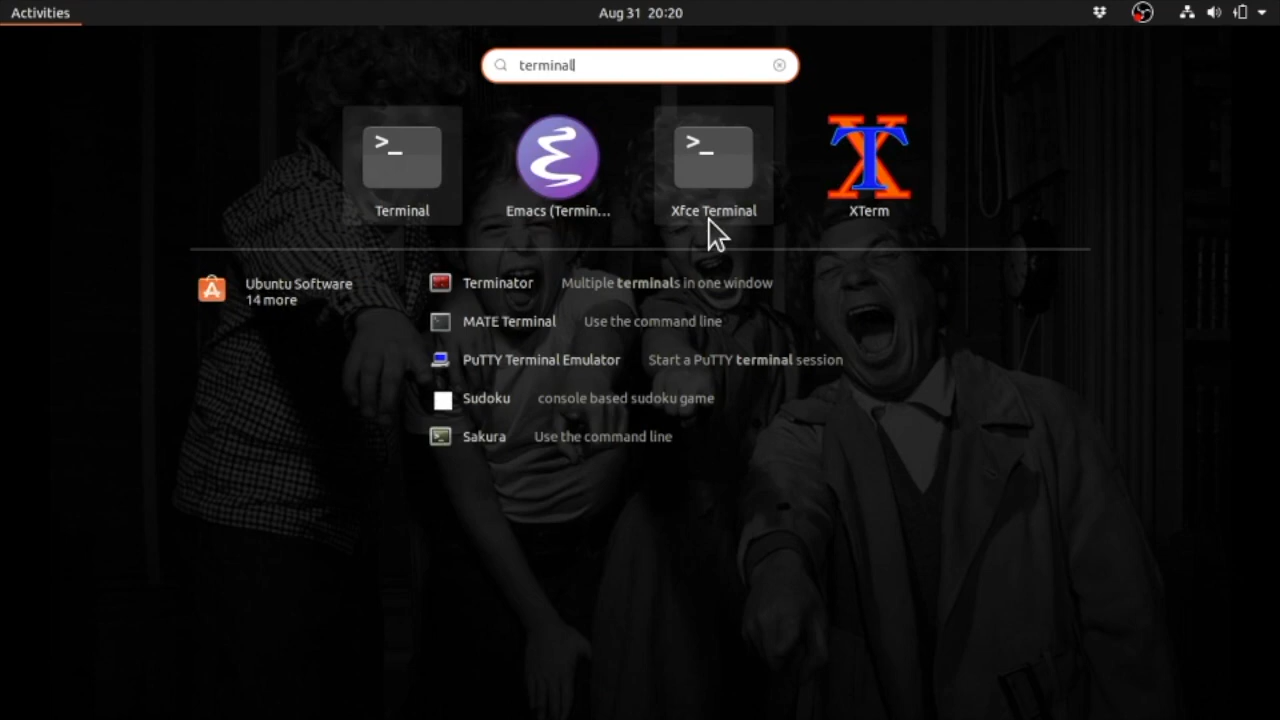 Activities
Aug 31 20:20
terminal
>_
>_
XT
Terminal
Emacs (Termin...
Xfce Terminal
XTerm
Ubuntu Software
14 more
Terminator Multiple terminals in one window
MATE Terminal Use the command line
PuTTY Terminal Emulator Start a PuTTY terminal session
Sudoku console based sudoku game
Sakura Use the command line